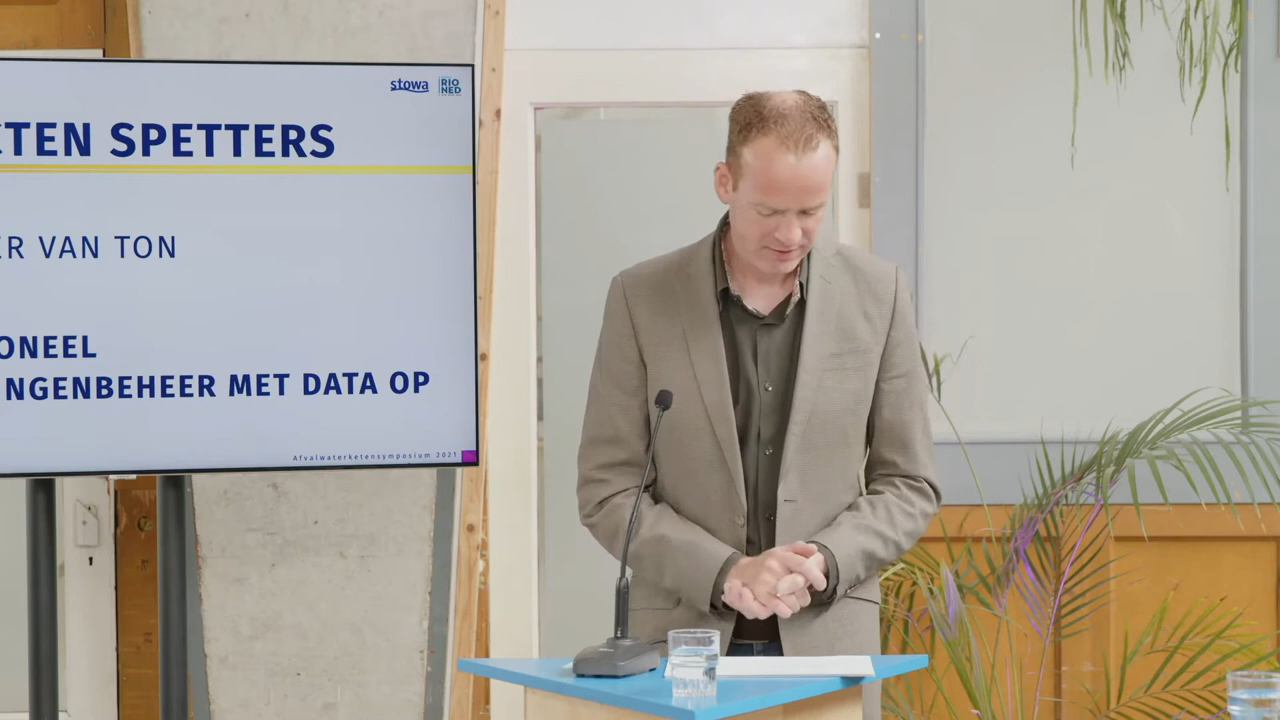 stowa
RIO
NED
TEN SPETTERS
ER VAN TON
ONEEL
NGENBEHEER MET DATA OP
Afvalwaterketensymposium 2021